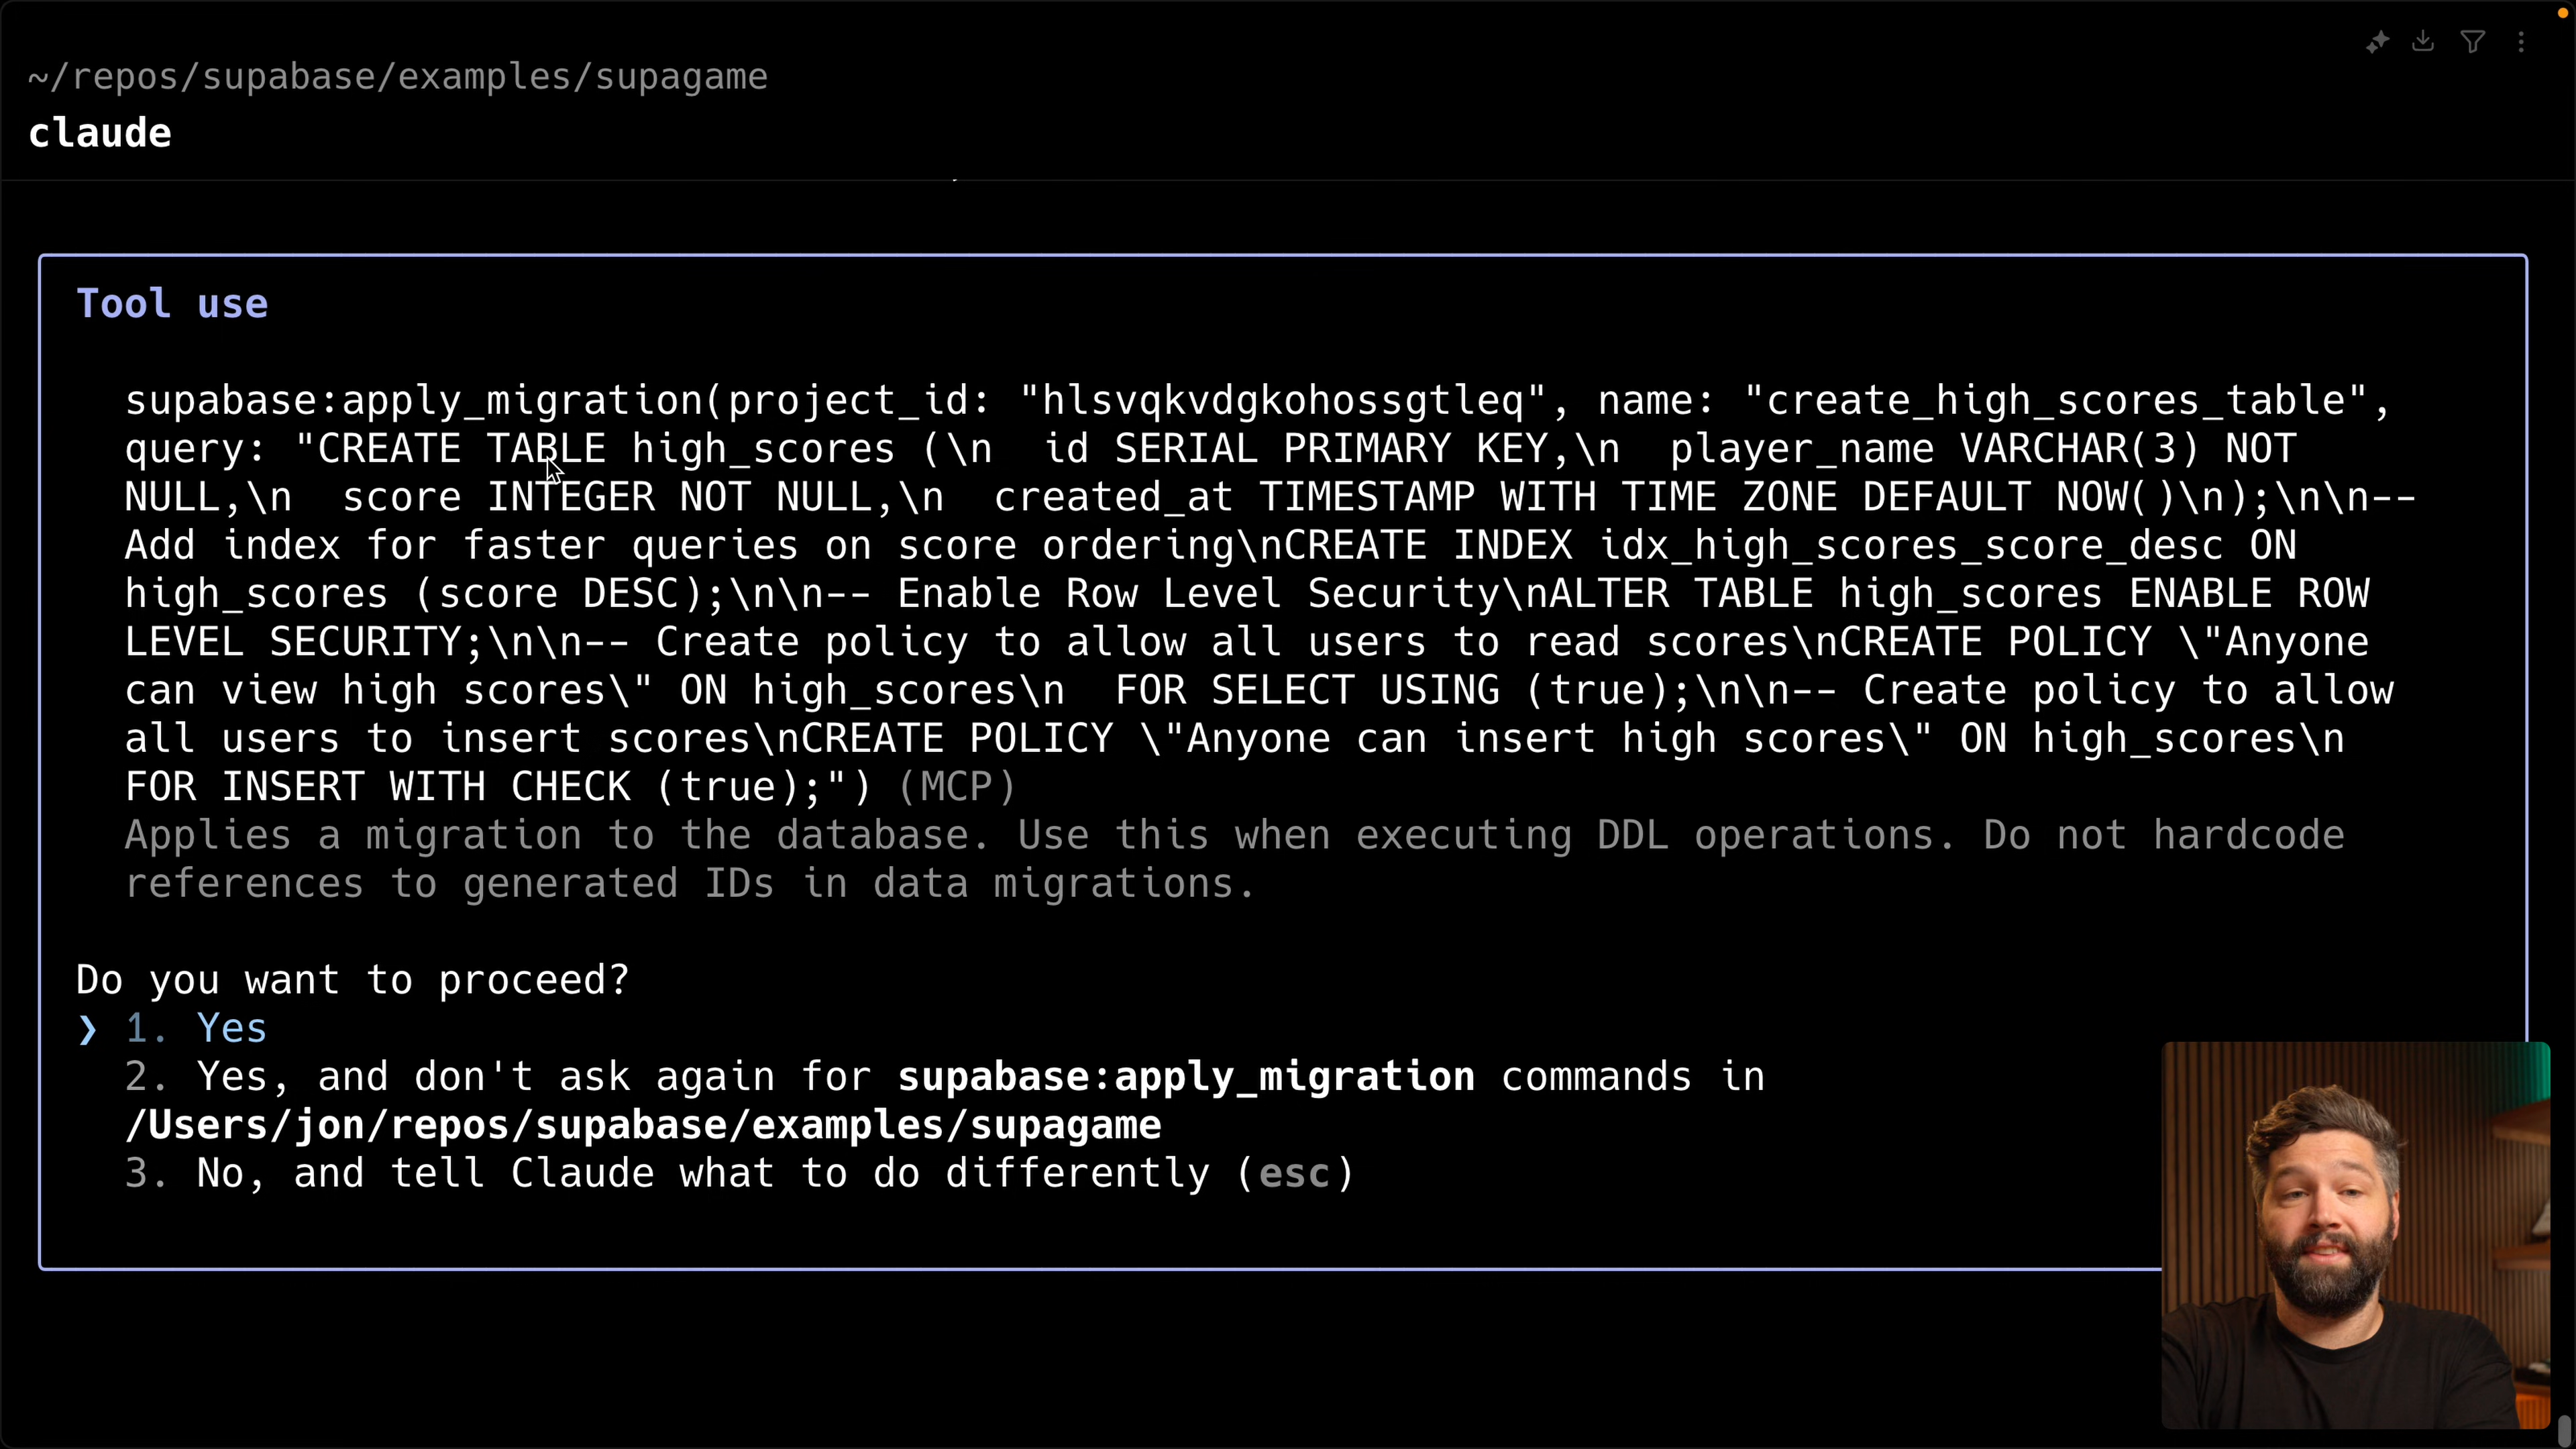 ~/repos/supabase/examples/supagame
claude
Tool use
supabase:apply_migration(project_id: "hlsvqkvdgkohossgtleq", name: "create_high_scores_table",
query: "CREATE TABLE high_scores (\n  id SERIAL PRIMARY KEY,\n  player_name VARCHAR(3) NOT
NULL,\n  score INTEGER NOT NULL,\n  created_at TIMESTAMP WITH TIME ZONE DEFAULT NOW()\n);\n\n--
Add index for faster queries on score ordering\nCREATE INDEX idx_high_scores_score_desc ON
high_scores (score DESC);\n\n-- Enable Row Level Security\nALTER TABLE high_scores ENABLE ROW
LEVEL SECURITY;\n\n-- Create policy to allow all users to read scores\nCREATE POLICY \"Anyone
can view high scores\" ON high_scores\n  FOR SELECT USING (true);\n\n-- Create policy to allow
all users to insert scores\nCREATE POLICY \"Anyone can insert high scores\" ON high_scores\n
FOR INSERT WITH CHECK (true);") (MCP)
Applies a migration to the database. Use this when executing DDL operations. Do not hardcode
references to generated IDs in data migrations.
Do you want to proceed?
❯ 1. Yes
2. Yes, and don't ask again for supabase:apply_migration commands in
/Users/jon/repos/supabase/examples/supagame
3. No, and tell Claude what to do differently (esc)